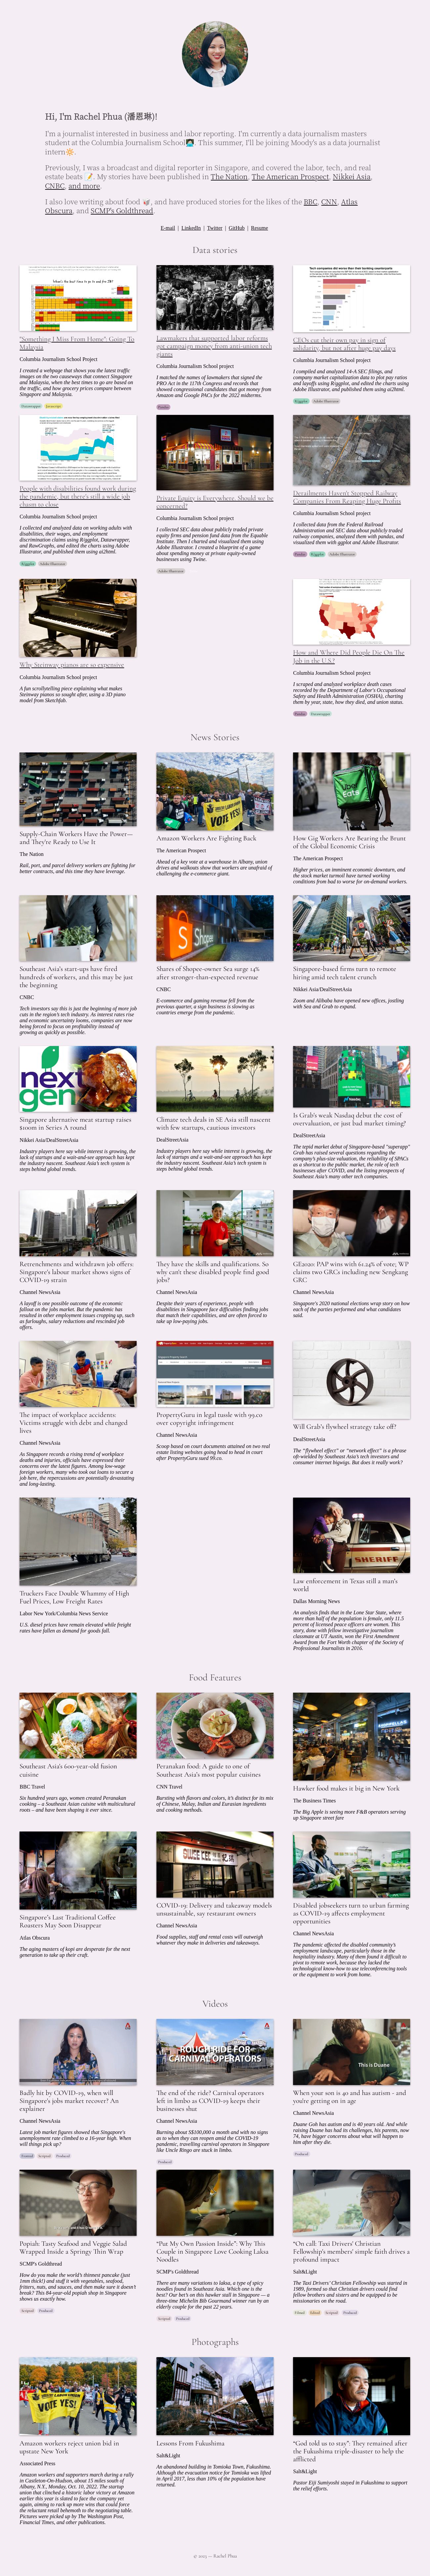 Hi, I'm Rachel Phua (潘恩琳)!
I'm a journalist interested in business and labor reporting. I'm currently a data journalism masters
student at the Columbia Journalism School👩🏻‍💻. This summer, I'll be joining Moody's as a data journalist
intern🔆.
Previously, I was a broadcast and digital reporter in Singapore, and covered the labor, tech, and real
estate beats 📝. My stories have been published in The Nation, The American Prospect, Nikkei Asia,
CNBC, and more.
I also love writing about food 🥡, and have produced stories for the likes of the BBC, CNN, Atlas
Obscura, and SCMP's Goldthread.
E-mail | LinkedIn | Twitter | GitHub | Resume
Data stories
"Something I Miss From Home": Going To
Malaysia
Columbia Journalism School Project
I created a webpage that shows you the latest traffic
images on the two causeways that connect Singapore
and Malaysia, when the best time to go are based on
the traffic, and how grocery prices compare between
Singapore and Malaysia.
Datawrapper Javascript
Lawmakers that supported labor reforms
got campaign money from anti-union tech
giants
Columbia Journalism School project
I matched the names of lawmakers that signed the
PRO Act in the 117th Congress and records that
showed congressional candidates that got money from
Amazon and Google PACs for the 2022 midterms.
Pandas
Tech companies did worse than from banking counterparts
CEOs cut their own pay in sign of
solidarity, but not after huge pay days
Columbia Journalism School project
I compiled and analyzed 14-A SEC filings, and
company market capitalization data to get pay ratios
and layoffs using R/ggplot, and edited the charts using
Adobe Illustrator, and published them using ai2html.
R/ggplot Adobe Illustrator
People with disabilities found work during
the pandemic, but there's still a wide job
chasm to close
Columbia Journalism School project
I collected and analyzed data on working adults with
disabilities, their wages, and employment
discrimination claims using R/ggplot, Datawrapper,
and RawGraphs. I edited the charts using Adobe
Illustrator, and published them using ai2html.
R/ggplot Adobe Illustrator
Private Equity is Everywhere. Should we be
concerned?
Columbia Journalism School project
I collected SEC data about publicly traded private
equity firms and pension fund data from the Equable
Institute. Then I charted and visualized them using
Adobe Illustrator. I created a blueprint of a game
about spending money at private equity-owned
businesses using Twine.
Adobe Illustrator
Derailments Haven't Stopped Railway
Companies From Reaping Huge Profits
Columbia Journalism School project
I collected data from the Federal Railroad
Administration and SEC data about publicly traded
railway companies, analyzed them with pandas, and
visualized them with ggplot and Adobe Illustrator.
Pandas R/ggplot Adobe Illustrator
Why Steinway pianos are so expensive
Columbia Journalism School project
A fun scrollytelling piece explaining what makes
Steinway pianos so sought after, using a 3D piano
model from Sketchfab.
How and Where Did People Die On The
Job in the U.S.?
Columbia Journalism School project
I scraped and analyzed workplace death cases
recorded by the Department of Labor's Occupational
Safety and Health Administration (OSHA), charting
them by year, state, how they died, and union status.
Pandas Datawrapper
News Stories
Supply-Chain Workers Have the Power—
and They're Ready to Use It
The Nation
Rail, port, and parcel delivery workers are fighting for
better contracts, and this time they have leverage.
VOTE YES!
Amazon Workers Are Fighting Back
The American Prospect
Ahead of a key vote at a warehouse in Albany, union
drives and walkouts show that workers are unafraid of
challenging the e-commerce giant.
Eats
How Gig Workers Are Bearing the Brunt
of the Global Economic Crisis
The American Prospect
Higher prices, an imminent economic downturn, and
the stock market turmoil have turned working
conditions from bad to worse for on-demand workers.
Southeast Asia's start-ups have fired
hundreds of workers, and this may be just
the beginning
CNBC
Tech investors say this is just the beginning of more job
cuts in the region's tech industry. As interest rates rise
and economic uncertainty looms, companies are now
being forced to focus on profitability instead of
growing as quickly as possible.
Shopee
Shares of Shopee-owner Sea surge 14%
after stronger-than-expected revenue
CNBC
E-commerce and gaming revenue fell from the
previous quarter, a sign business is slowing as
countries emerge from the pandemic.
Singapore-based firms turn to remote
hiring amid tech talent crunch
Nikkei Asia/DealStreetAsia
Zoom and Alibaba have opened new offices, jostling
with Sea and Grab to expand.
next
gen
Singapore alternative meat startup raises
$100m in Series A round
Nikkei Asia/DealStreetAsia
Industry players here say while interest is growing, the
lack of startups and a wait-and-see approach has kept
the industry nascent. Southeast Asia's tech system is
steps behind global trends.
Climate tech deals in SE Asia still nascent
with few startups, cautious investors
DealStreetAsia
Industry players here say while interest is growing, the
lack of startups and a wait-and-see approach has kept
the industry nascent. Southeast Asia's tech system is
steps behind global trends.
Is Grab's weak Nasdaq debut the cost of
overvaluation, or just bad market timing?
DealStreetAsia
The tepid market debut of Singapore-based "superapp"
Grab has raised several questions regarding the
company's plus-size valuation, the reliability of SPACs
as a shortcut to the public market, the role of tech
businesses after COVID, and the listing prospects of
Southeast Asia's many other tech companies.
Retrenchments and withdrawn job offers:
Singapore's labour market shows signs of
COVID-19 strain
Channel NewsAsia
A layoff is one possible outcome of the economic
fallout on the job market. But the pandemic has
resulted in other employment issues cropping up, such
as furloughs, salary reductions and rescinded job
offers.
They have the skills and qualifications. So
why can't these disabled people find good
jobs?
Channel NewsAsia
Despite their years of experience, people with
disabilities in Singapore face difficulties finding jobs
that match their capabilities, and are often forced to
take up low-paying jobs.
GE2020: PAP wins with 61.24% of vote; WP
claims two GRCs including new Sengkang
GRC
Channel NewsAsia
Singapore's 2020 national elections wrap story on how
each of the parties performed and what candidates
said.
The impact of workplace accidents:
Victims struggle with debt and changed
lives
Channel NewsAsia
As Singapore records a rising trend of workplace
deaths and injuries, officials have expressed their
concerns over the latest figures. Among low-wage
foreign workers, many who took out loans to secure a
job here, the repercussions are potentially devastating
and long-lasting.
PropertyGuru in legal tussle with 99.co
over copyright infringement
Channel NewsAsia
Scoop based on court documents attained on two real
estate listing websites going head to head in court
after PropertyGuru sued 99.co.
Will Grab's flywheel strategy take off?
DealStreetAsia
The "flywheel effect" or "network effect" is a phrase
oft-wielded by Southeast Asia's tech investors and
consumer internet bigwigs. But does it really work?
Truckers Face Double Whammy of High
Fuel Prices, Low Freight Rates
Labor New York/Columbia News Service
U.S. diesel prices have remain elevated while freight
rates have fallen as demand for goods fall.
SHERIFF
Law enforcement in Texas still a man's
world
Dallas Morning News
An analysis finds that in the Lone Star State, where
more than half of the population is female, only 11.5
percent of licensed peace officers are women. This
story, done with fellow investigative journalism
classmate at UT Austin, won the First Amendment
Award from the Fort Worth chapter of the Society of
Professional Journalists in 2016.
Food Features
Southeast Asia's 600-year-old fusion
cuisine
BBC Travel
Six hundred years ago, women created Peranakan
cooking – a Southeast Asian cuisine with multicultural
roots – and have been shaping it ever since.
Peranakan food: A guide to one of
Southeast Asia's most popular cuisines
CNN Travel
Bursting with flavors and colors, it's distinct for its mix
of Chinese, Malay, Indian and Eurasian ingredients
and cooking methods.
Hawker food makes it big in New York
The Business Times
The Big Apple is seeing more F&B operators serving
up Singapore street fare
Singapore's Last Traditional Coffee
Roasters May Soon Disappear
Atlas Obscura
The aging masters of kopi are desperate for the next
generation to take up their craft.
COVID-19: Delivery and takeaway models
unsustainable, say restaurant owners
Channel NewsAsia
Food supplies, staff and rental costs will outweigh
whatever they make in deliveries and takeaways.
Disabled jobseekers turn to urban farming
as COVID-19 affects employment
opportunities
Channel NewsAsia
The pandemic affected the disabled community's
employment landscape, particularly those in the
hospitality industry. Many of them found it difficult to
pivot to remote work, because they lacked the
technological know-how to use teleconferencing tools
or the equipment to work from home.
Videos
Badly hit by COVID-19, when will
Singapore's jobs market recover? An
explainer
Channel NewsAsia
Latest job market figures showed that Singapore's
unemployment rate climbed to a 16-year high. When
will things pick up?
Scripted Produced
ROUGH RIDE FOR
CARNIVAL OPERATORS
The end of the ride? Carnival operators
left in limbo as COVID-19 keeps their
businesses shut
Channel NewsAsia
Burning about S$100,000 a month and with no signs
as to when they can reopen amid the COVID-19
pandemic, travelling carnival operators in Singapore
like Uncle Ringo are stuck in limbo.
Produced
This is Duane
When your son is 40 and has autism - and
you're getting on in age
Channel NewsAsia
Duane Goh has autism and is 40 years old. And while
raising Duane has had its challenges, his parents, now
74, have bigger concerns about what will happen to
him after they die.
Produced
Popiah: Tasty Seafood and Veggie Salad
Wrapped Inside a Springy Thin Wrap
SCMP's Goldthread
How do you make the world's thinnest pancake (just
1mm thick!) and stuff it with vegetables, seafood,
fritters, nuts, and sauces, and then make sure it doesn't
break? This 84-year-old popiah shop in Singapore
shows us exactly how.
Scripted Produced
"Put My Own Passion Inside": Why This
Couple in Singapore Love Cooking Laksa
Noodles
SCMP's Goldthread
There are many variations to laksa, a type of spicy
noodles found in Southeast Asia. Which one is the
best? Our bet's on this hawker stall in Singapore — a
three-time Michelin Bib Gourmand winner run by an
elderly couple for the past 22 years.
Scripted Produced
"On call: Taxi Drivers' Christian
Fellowship's members' simple faith drives a
profound impact
Salt&Light
The Taxi Drivers' Christian Fellowship was started in
1989, formed so that Christian drivers could find
fellow brothers and sisters and be equipped to be
missionaries on the road.
Filmed Edited Scripted Produced
Photographs
VOTE YES!
Amazon workers reject union bid in
upstate New York
Associated Press
Amazon workers and supporters march during a rally
in Castleton-On-Hudson, about 15 miles south of
Albany, N.Y., Monday, Oct. 10, 2022. The startup
union that clinched a historic labor victory at Amazon
earlier this year is slated to face the company yet
again, aiming to rack up more wins that could force
the reluctant retail behemoth to the negotiating table.
Pictures were picked up by The Washington Post,
Financial Times, and other publications.
Lessons From Fukushima
Salt&Light
An abandoned building in Tomioka Town, Fukushima.
Although the evacuation notice for Tomioka was lifted
in April 2017, less than 10% of the population have
returned.
"God told us to stay": They remained after
the Fukushima triple-disaster to help the
afflicted
Salt&Light
Pastor Eiji Sumiyoshi stayed in Fukushima to support
the relief efforts.
© 2023 — Rachel Phua